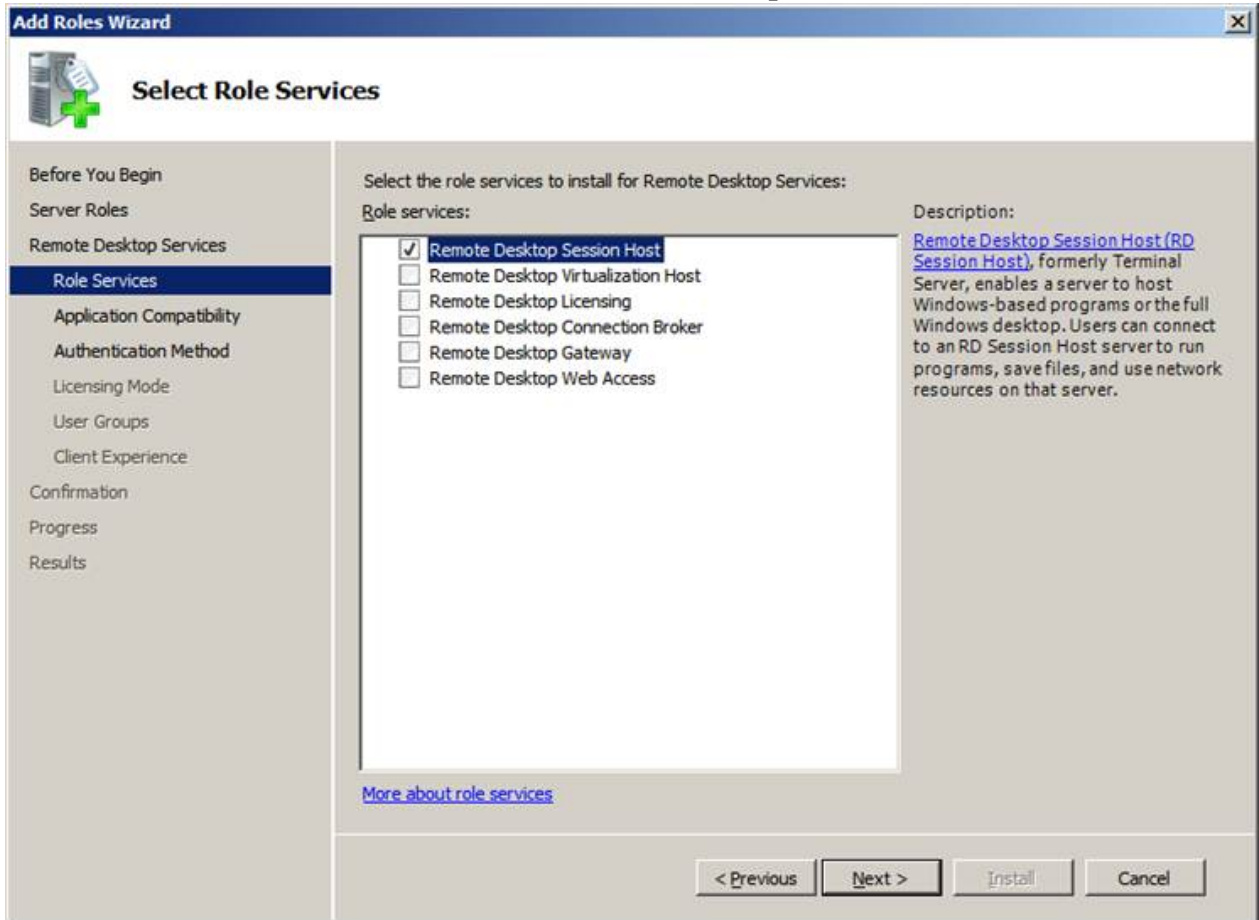 Add Roles Wizard
Select Role Services
Before You Begin
Server Roles
Remote Desktop Services
Role Services
Application Compatibility
Authentication Method
Licensing Mode
User Groups
Client Experience
Confirmation
Progress
Results
Select the role services to install for Remote Desktop Services:
Role services:
Remote Desktop Session Host
Remote Desktop Virtualization Host
Remote Desktop Licensing
Remote Desktop Connection Broker
Remote Desktop Gateway
Remote Desktop Web Access
More about role services
Description:
Remote Desktop Session Host (RD
Session Host), formerly Terminal
Server, enables a server to host
Windows-based programs or the full
Windows desktop. Users can connect
to an RD Session Host server to run
programs, save files, and use network
resources on that server.
< Previous
Next >
Install
Cancel